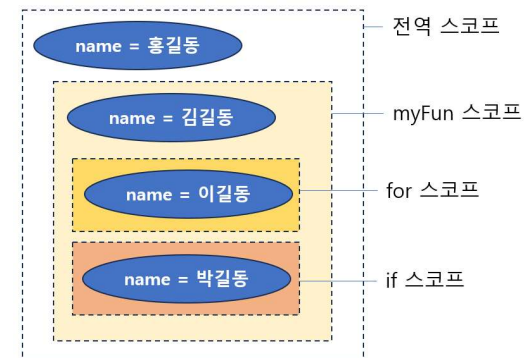 전역 스코프
name = 홍길동
myFun 스코프
name = 김길동
for 스코프
name = 이길동
if 스코프
name = 박길동